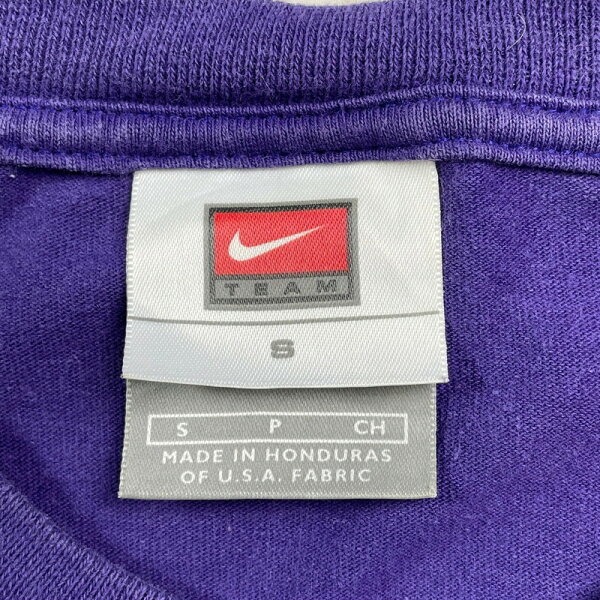 TEAM
S
S P CH
MADE IN HONDURAS
OF U.S.A. FABRIC